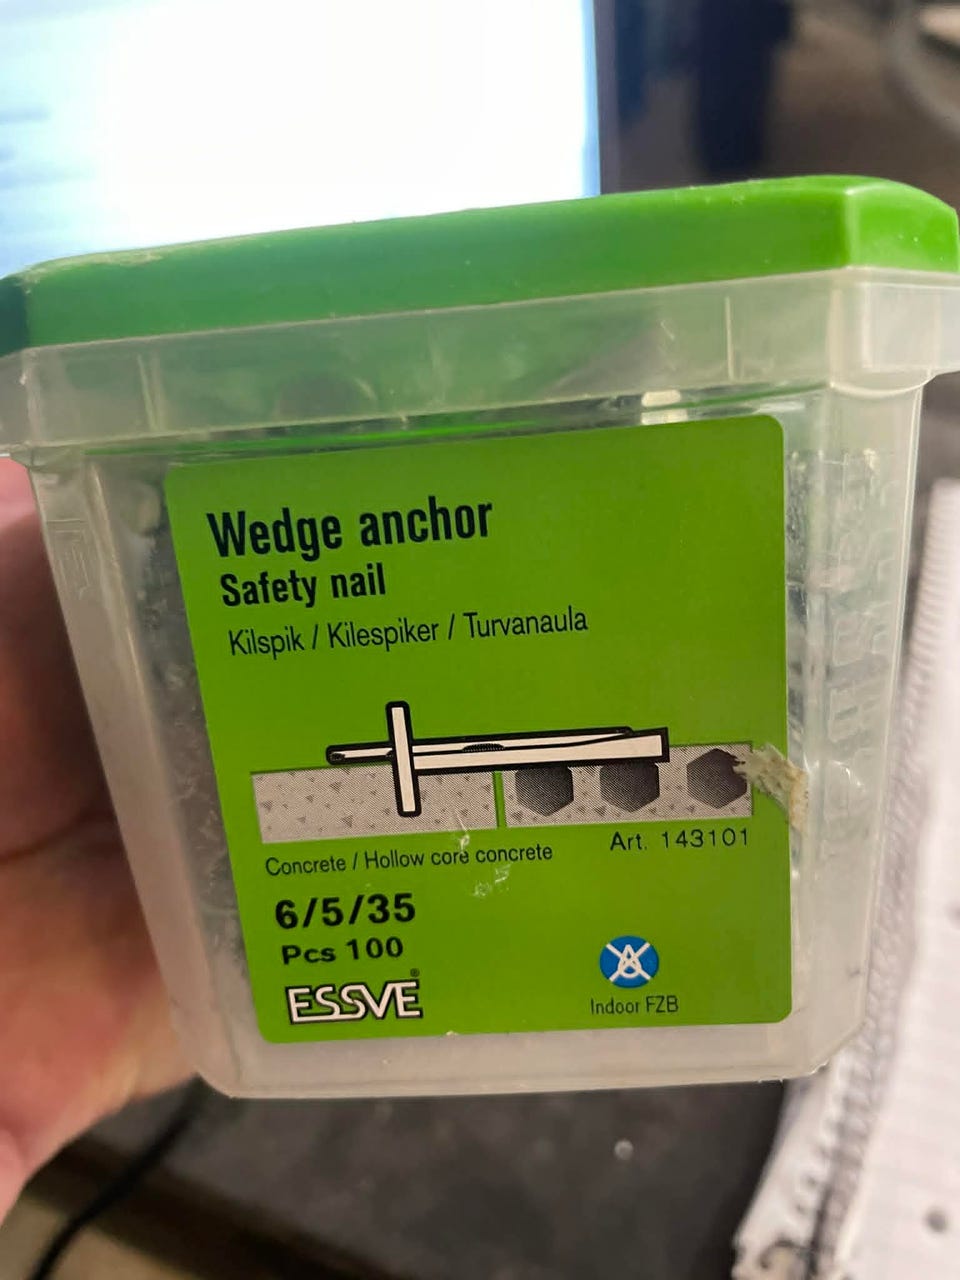 Wedge anchor
Safety nail
Kilspik / Kilespiker / Turvanaula
Concrete / Hollow core concrete
Art. 143101
6/5/35
Pcs 100
ESSVE®
Indoor FZB